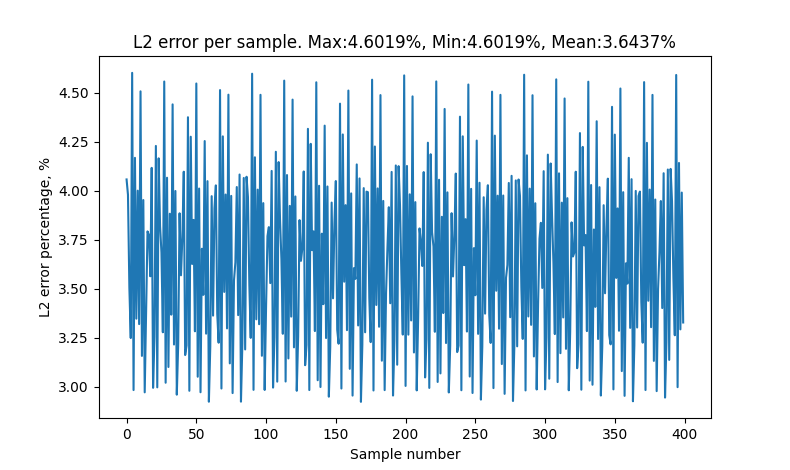 L2 error per sample. Max:4.6019%, Min:4.6019%, Mean:3.6437%
4.50
4.25
4.00
3.75
3.50
3.25
3.00
L2 error percentage, %
0 50 100 150 200 250 300 350 400
Sample number